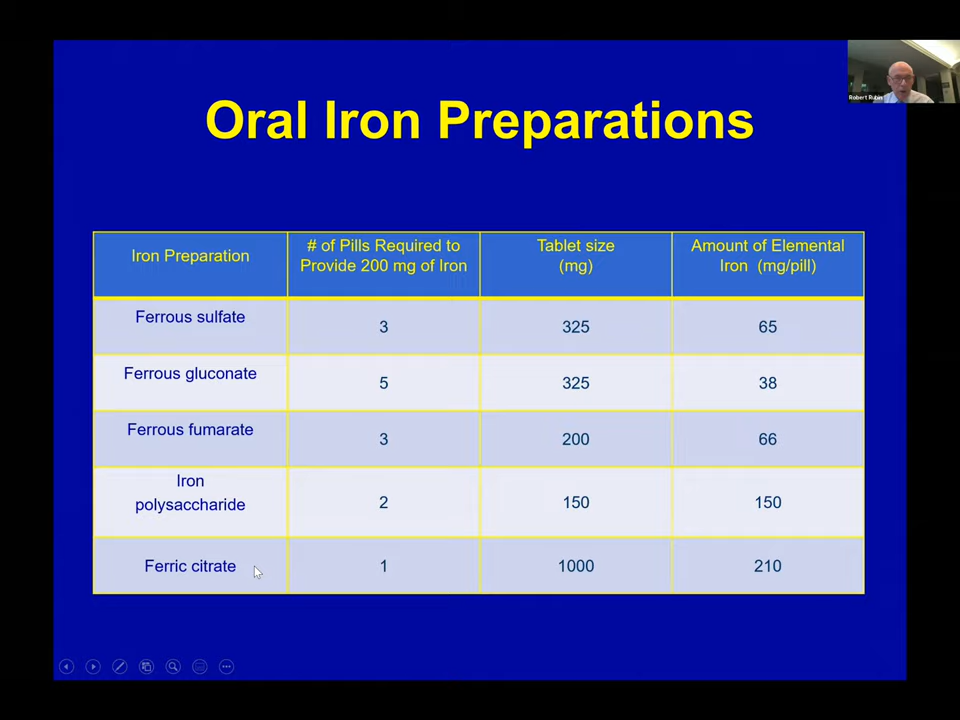 Robert Rubin
Oral Iron Preparations
Iron Preparation
# of Pills Required to
Provide 200 mg of Iron
Tablet size
(mg)
Amount of Elemental
Iron (mg/pill)
Ferrous sulfate
3
325
65
Ferrous gluconate
5
325
38
Ferrous fumarate
3
200
66
Iron
polysaccharide
2
150
150
Ferric citrate
1
1000
210